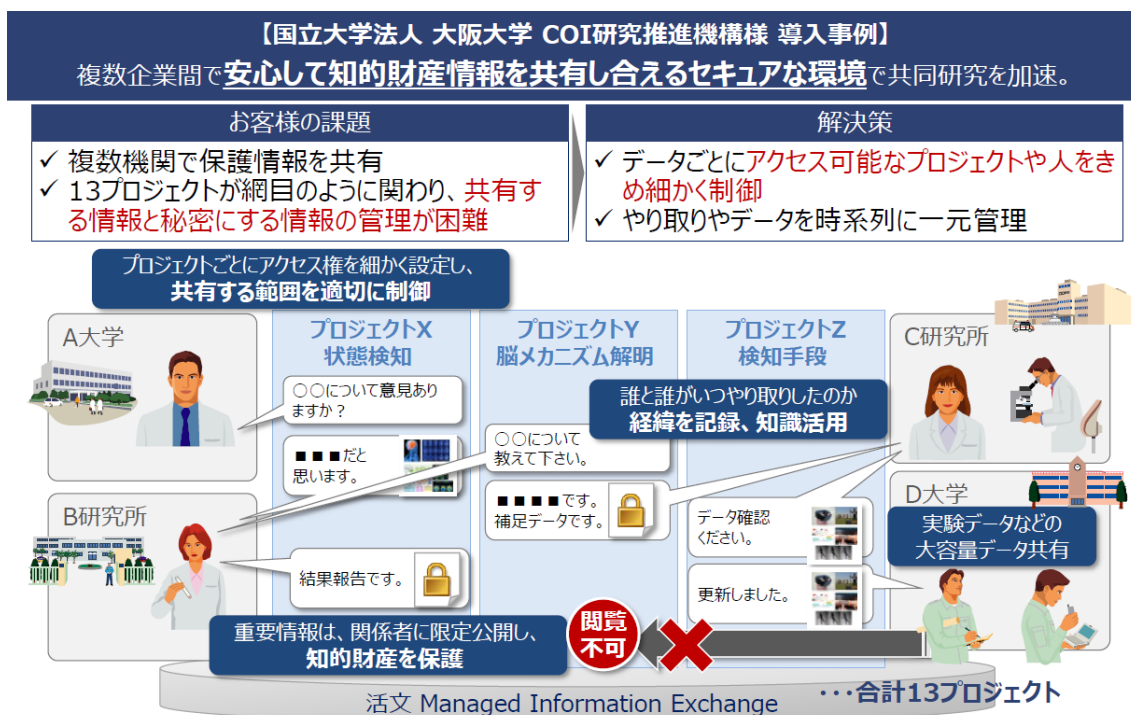 【国立大学法人 大阪大学 COI研究推進機構様 導入事例】
複数企業間で安心して知的財産情報を共有し合えるセキュアな環境で共同研究を加速。
お客様の課題
✓ 複数機関で保護情報を共有
✓ 13プロジェクトが網目のように関わり、共有す
る情報と秘密にする情報の管理が困難
解決策
✓ データごとにアクセス可能なプロジェクトや人をき
め細かく制御
✓ やり取りやデータを時系列に一元管理
プロジェクトごとにアクセス権を細かく設定し、
共有する範囲を適切に制御
A大学
プロジェクトX
状態検知
プロジェクトY
脳メカニズム解明
プロジェクトZ
検知手段
C研究所
○○について意見あり
ますか？
誰と誰がいつやり取りしたのか
経緯を記録、知識活用
■■■だと
思います。
○○について
教えて下さい。
B研究所
■■■■です。
補足データです。
D大学
データ確認
ください。
実験データなどの
大容量データ共有
結果報告です。
更新しました。
重要情報は、関係者に限定公開し、
知的財産を保護
閲覧
不可
活文 Managed Information Exchange
・・・合計13プロジェクト